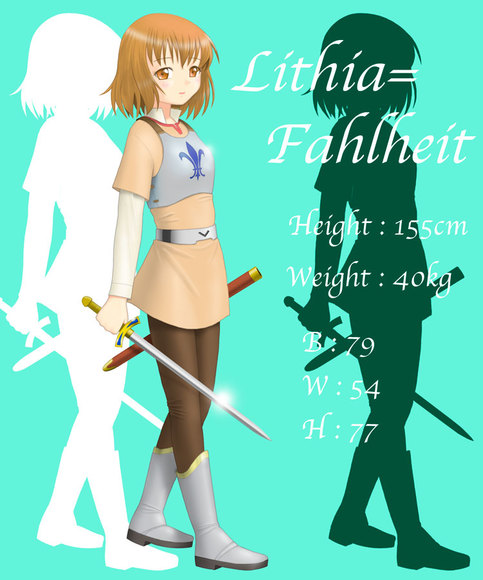 Lithia=
Fahlheit
Height : 155cm
Weight : 40kg
B : 79
W : 54
H : 77